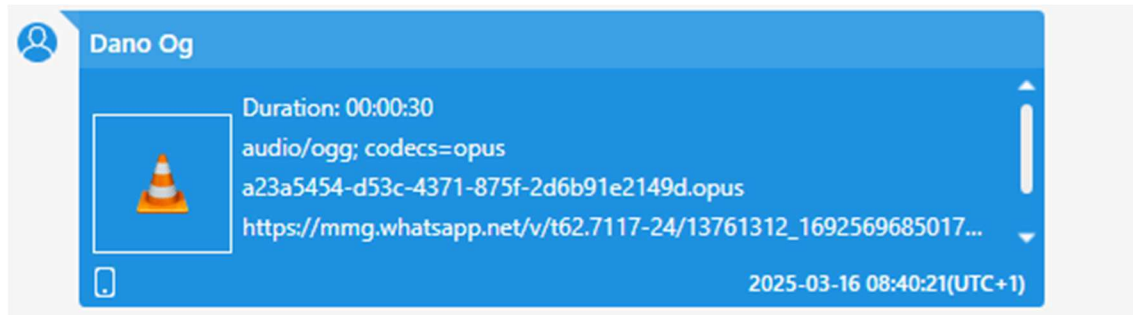 Dano Og
Duration: 00:00:30
audio/ogg; codecs=opus
a23a5454-d53c-4371-875f-2d6b91e2149d.opus
https://mmg.whatsapp.net/v/t62.7117-24/13761312_1692569685017...
2025-03-16 08:40:21(UTC+1)